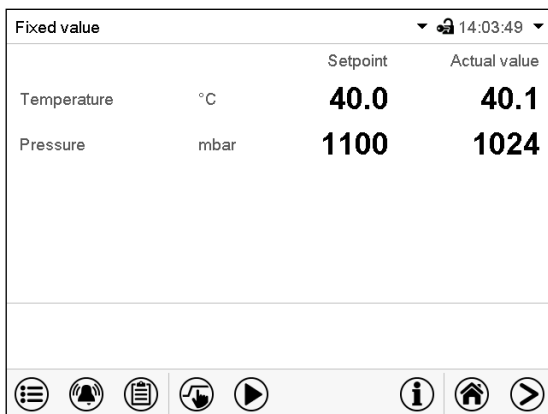 Fixed value 14:03:49
Setpoint Actual value
Temperature °C 40.0 40.1
Pressure mbar 1100 1024